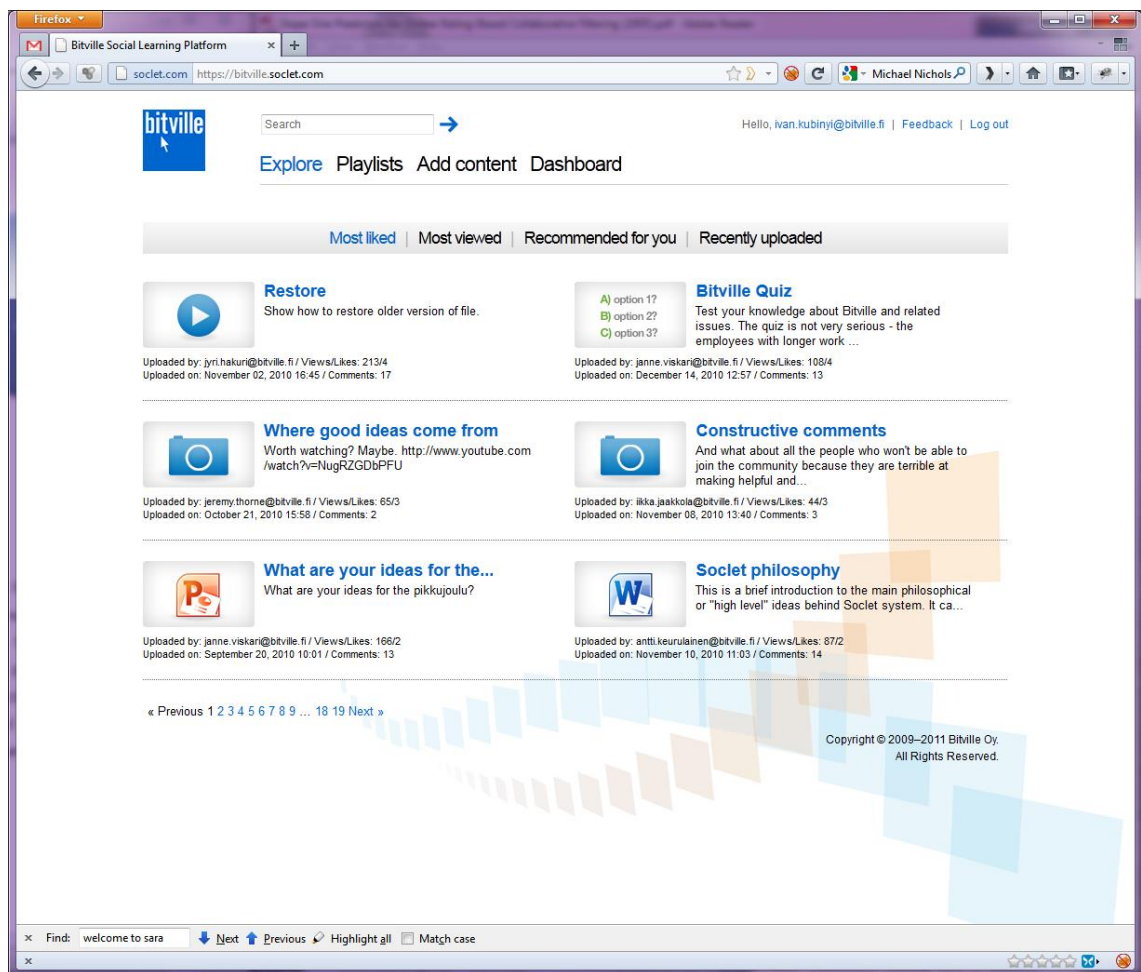 Firefox
Slope One Predictors for Online Rating-Based Collaborative Filtering (2005).pdf - Adobe Reader
Bitville Social Learning Platform
soclet.com https://bitville.soclet.com
Michael Nichols
bitville
Search
Hello, ivan.kubinyi@bitville.fi | Feedback | Log out
Explore Playlists Add content Dashboard
Most liked | Most viewed | Recommended for you | Recently uploaded
Restore
Show how to restore older version of file.
Uploaded by: jyri.hakuri@bitville.fi / Views/Likes: 213/4
Uploaded on: November 02, 2010 16:45 / Comments: 17
A) option 1?
B) option 2?
C) option 3?
Bitville Quiz
Test your knowledge about Bitville and related
issues. The quiz is not very serious - the
employees with longer work ...
Uploaded by: janne.viskari@bitville.fi / Views/Likes: 108/4
Uploaded on: December 14, 2010 12:57 / Comments: 13
Where good ideas come from
Worth watching? Maybe. http://www.youtube.com
/watch?v=NugRZGDbPFU
Uploaded by: jeremy.thorne@bitville.fi / Views/Likes: 65/3
Uploaded on: October 21, 2010 15:58 / Comments: 2
Constructive comments
And what about all the people who won't be able to
join the community because they are terrible at
making helpful and...
Uploaded by: iikka.jaakkola@bitville.fi / Views/Likes: 44/3
Uploaded on: November 08, 2010 13:40 / Comments: 3
What are your ideas for the...
What are your ideas for the pikkujoulu?
Uploaded by: janne.viskari@bitville.fi / Views/Likes: 166/2
Uploaded on: September 20, 2010 10:01 / Comments: 13
Soclet philosophy
This is a brief introduction to the main philosophical
or "high level" ideas behind Soclet system. It ca...
Uploaded by: antti.keurulainen@bitville.fi / Views/Likes: 87/2
Uploaded on: November 10, 2010 11:03 / Comments: 14
« Previous 1 2 3 4 5 6 7 8 9 … 18 19 Next »
Copyright © 2009–2011 Bitville Oy.
All Rights Reserved.
Find: welcome to sara Next Previous Highlight all Match case